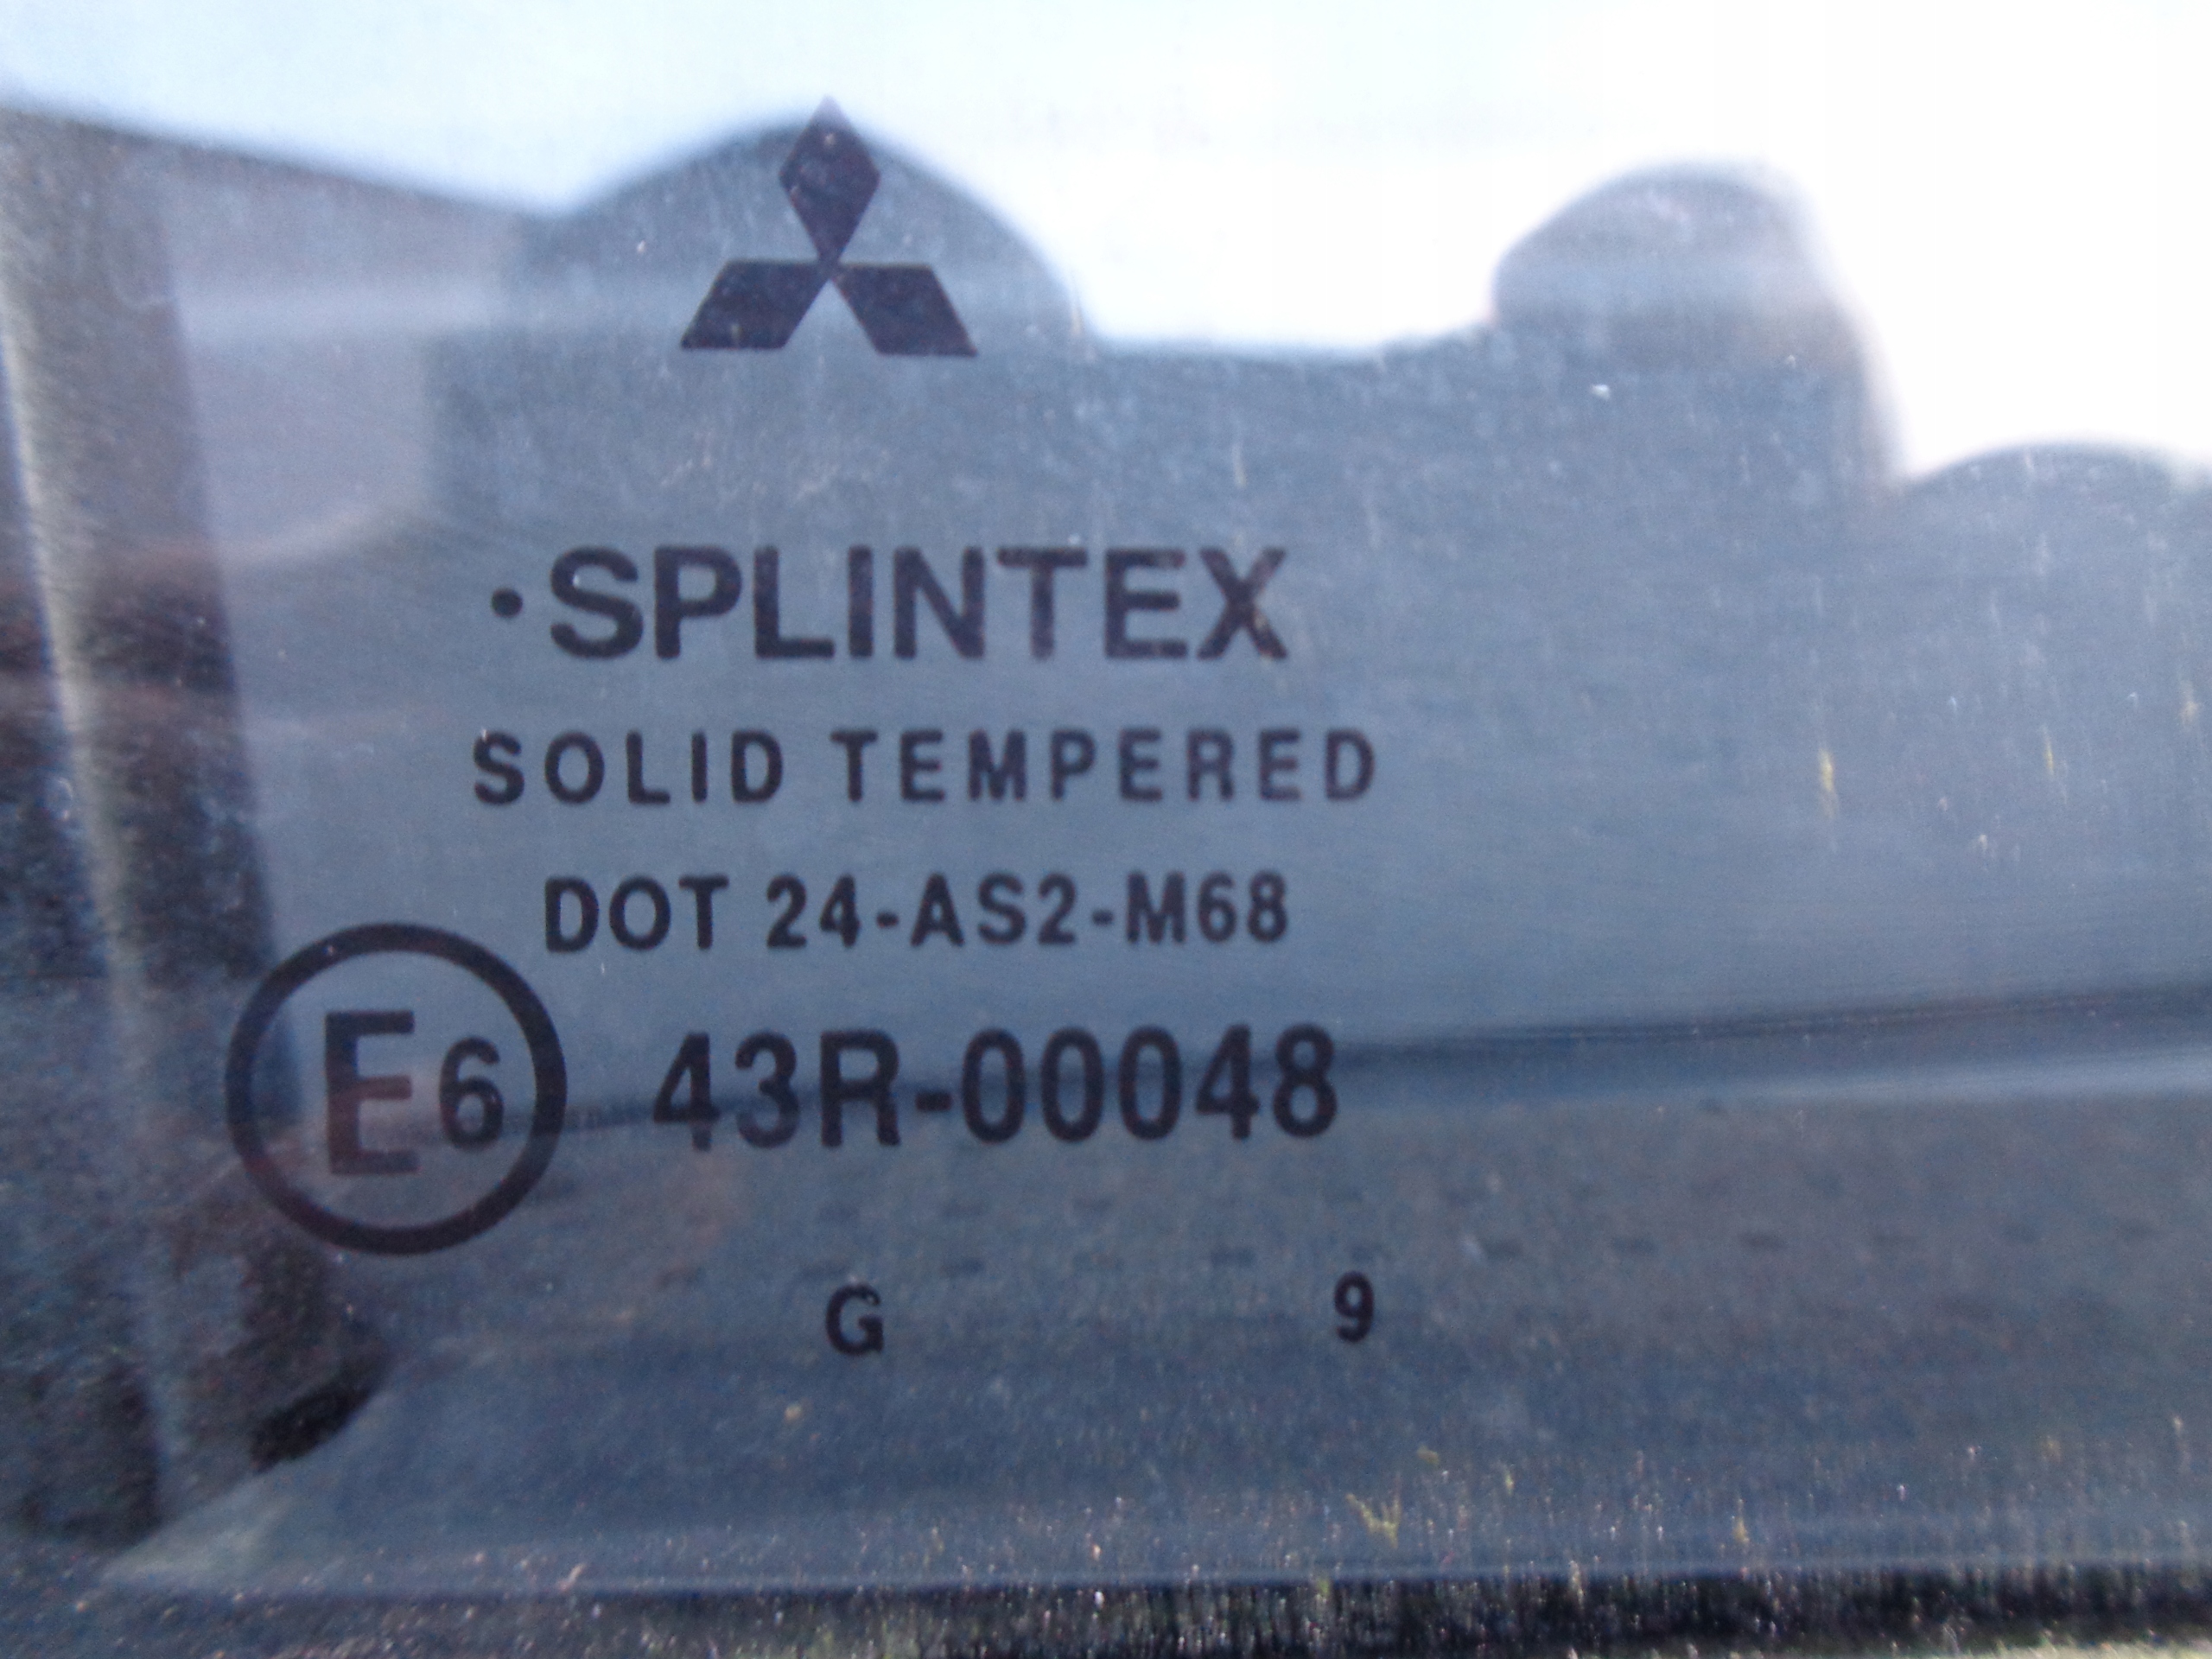 ·SPLINTEX
SOLID TEMPERED
DOT 24-AS2-M68
E6 43R-00048
G 9